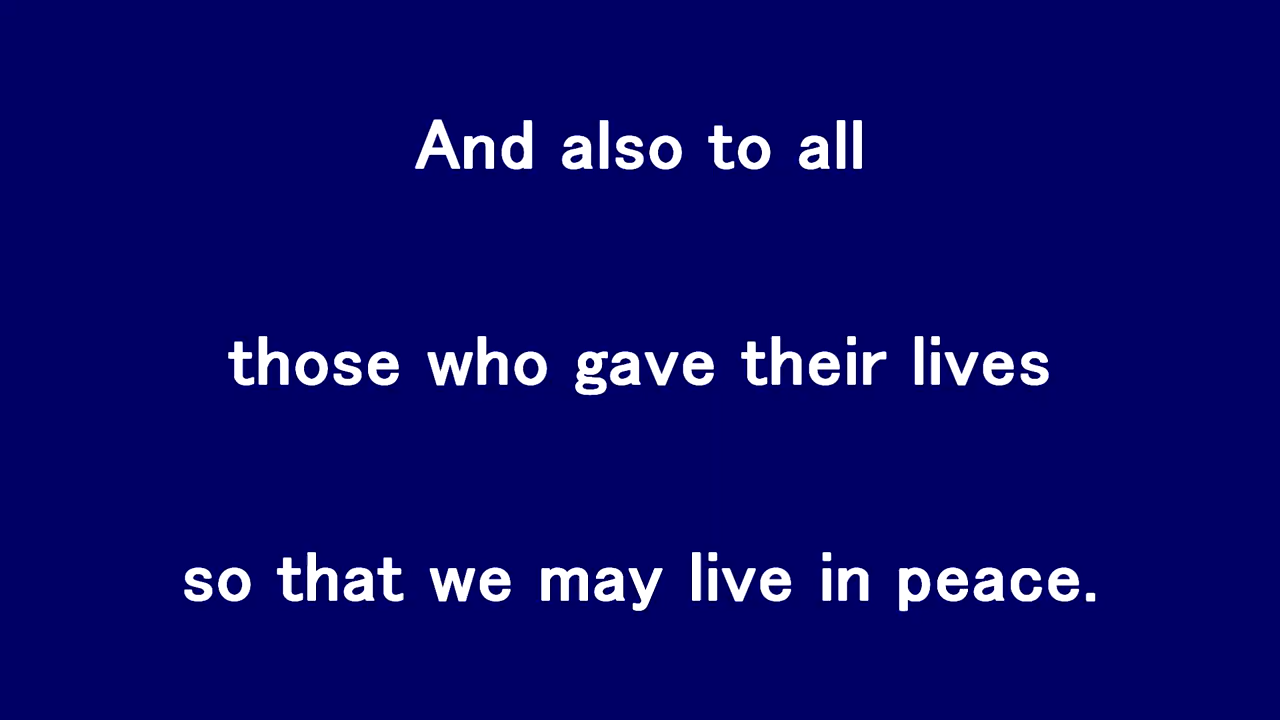 And also to all
those who gave their lives
so that we may live in peace.